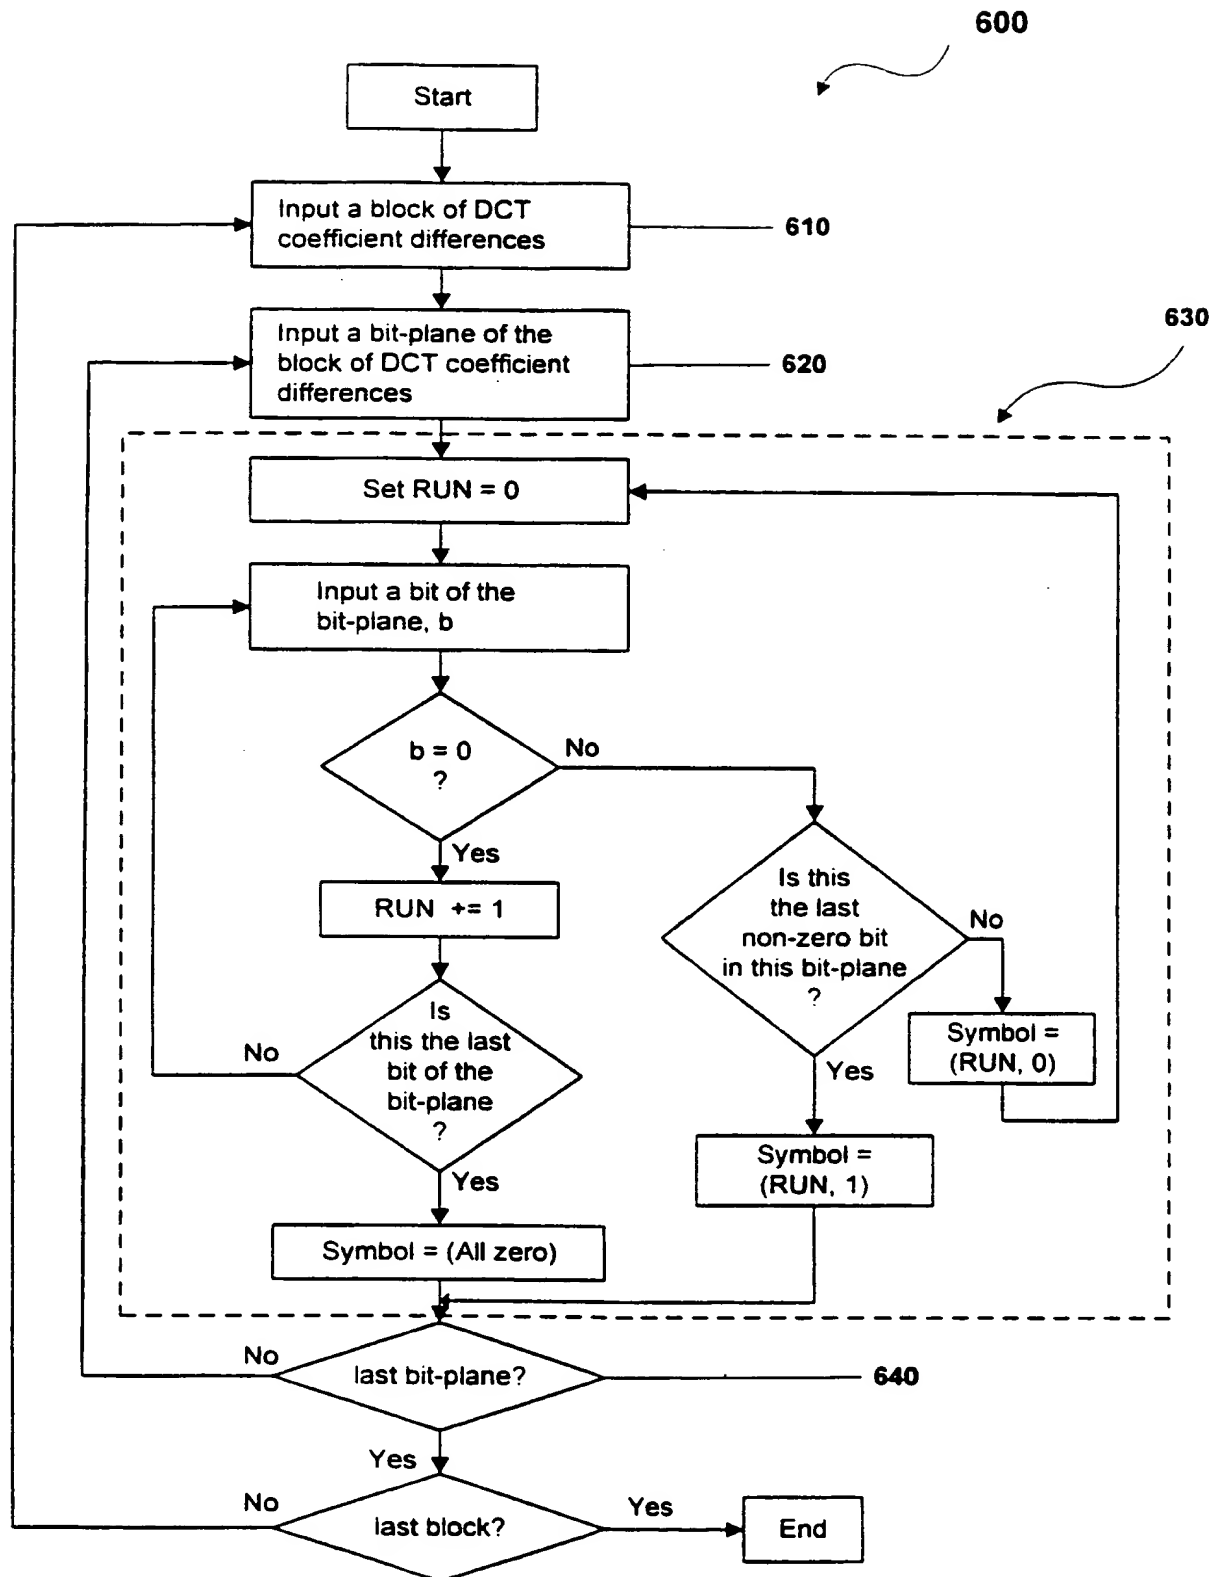 600
Start
Input a block of DCT
coefficient differences
610
Input a bit-plane of the
block of DCT coefficient
differences
620
630
Set RUN = 0
Input a bit of the
bit-plane, b
b = 0
?
No
Yes
RUN += 1
Is this
the last
non-zero bit
in this bit-plane
?
No
Symbol =
(RUN, 0)
Is
this the last
bit of the
bit-plane
?
No
Yes
Yes
Symbol =
(RUN, 1)
Symbol = (All zero)
last bit-plane?
No
640
Yes
last block?
No
Yes
End